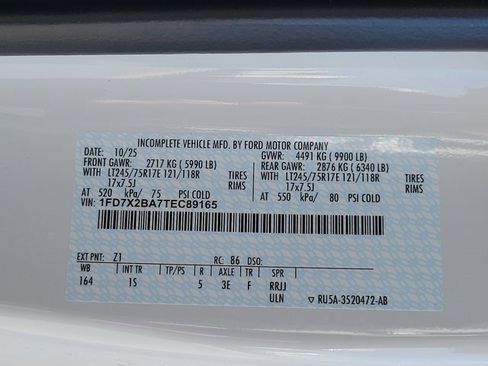 INCOMPLETE VEHICLE MFD. BY FORD MOTOR COMPANY
DATE: 10/25 GVWR: 4491 KG ( 9900 LB)
FRONT GAWR: 2717 KG ( 5990 LB) REAR GAWR: 2876 KG ( 6340 LB)
WITH LT245/75R17E 121/118R TIRES WITH LT245/75R17E 121/118R TIRES
17x7.5J RIMS 17x7.5J RIMS
AT 520 kPa/ 75 PSI COLD AT 550 kPa/ 80 PSI COLD
VIN: 1FD7X2BA7TEC89165
EXT PNT: Z1 RC: 86 DSO:
WB INT TR TP/PS R AXLE TR SPR
164 1S 5 3E F RRJJ
ULN ▽ RU5A-3520472-AB